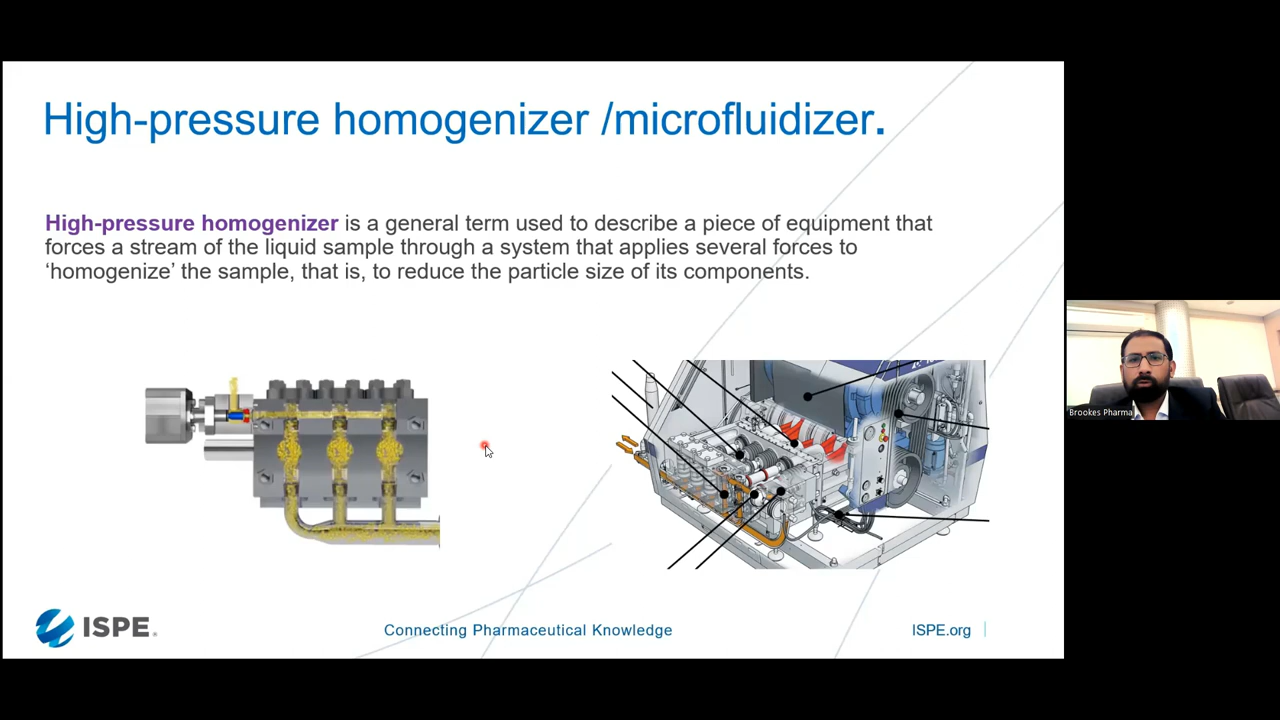 High-pressure homogenizer /microfluidizer.
High-pressure homogenizer is a general term used to describe a piece of equipment that
forces a stream of the liquid sample through a system that applies several forces to
‘homogenize’ the sample, that is, to reduce the particle size of its components.
Brookes Pharma
ISPE.
Connecting Pharmaceutical Knowledge
ISPE.org